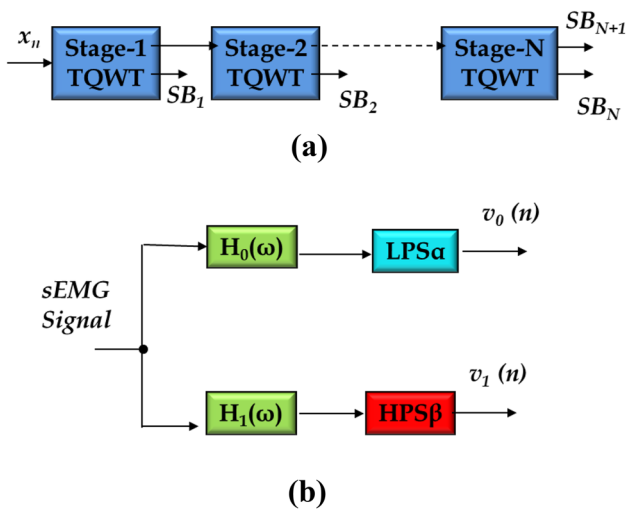 xn
Stage-1
TQWT
SB1
Stage-2
TQWT
SB2
Stage-N
TQWT
SBN+1
SBN
(a)
sEMG
Signal
H0(ω)
LPSα
v0 (n)
H1(ω)
HPSβ
v1 (n)
(b)